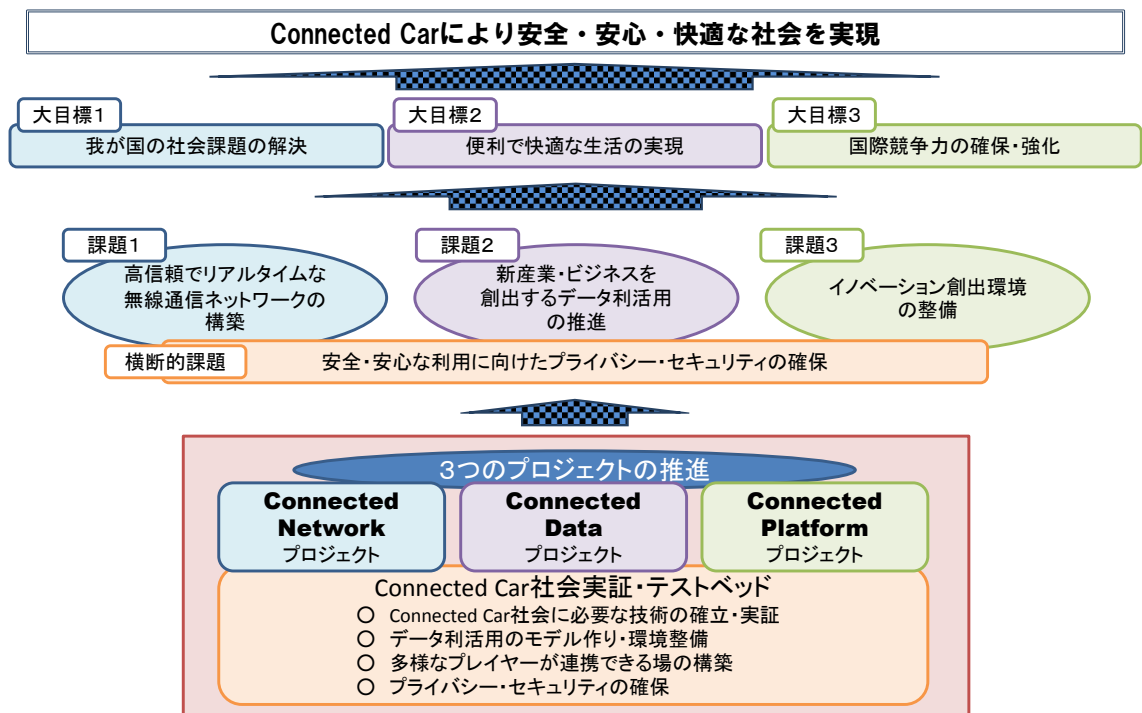 Connected Carにより安全・安心・快適な社会を実現
大目標1
我が国の社会課題の解決
大目標2
便利で快適な生活の実現
大目標3
国際競争力の確保・強化
課題1
高信頼でリアルタイムな
無線通信ネットワークの
構築
課題2
新産業・ビジネスを
創出するデータ利活用
の推進
課題3
イノベーション創出環境
の整備
横断的課題
安全・安心な利用に向けたプライバシー・セキュリティの確保
3つのプロジェクトの推進
Connected
Network
プロジェクト
Connected
Data
プロジェクト
Connected
Platform
プロジェクト
Connected Car社会実証・テストベッド
○ Connected Car社会に必要な技術の確立・実証
○ データ利活用のモデル作り・環境整備
○ 多様なプレイヤーが連携できる場の構築
○ プライバシー・セキュリティの確保